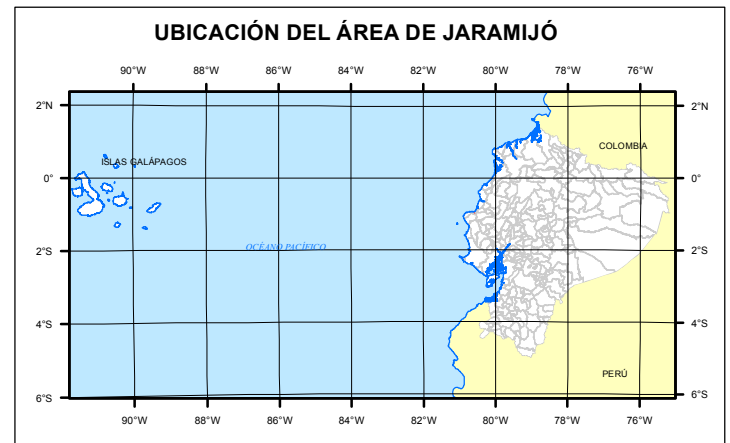 UBICACIÓN DEL ÁREA DE JARAMIJÓ
90°W 88°W 86°W 84°W 82°W 80°W 78°W 76°W
2°N 2°N
COLOMBIA
ISLAS GALÁPAGOS
0° 0°
OCÉANO PACÍFICO
2°S 2°S
4°S 4°S
PERÚ
6°S 6°S
90°W 88°W 86°W 84°W 82°W 80°W 78°W 76°W